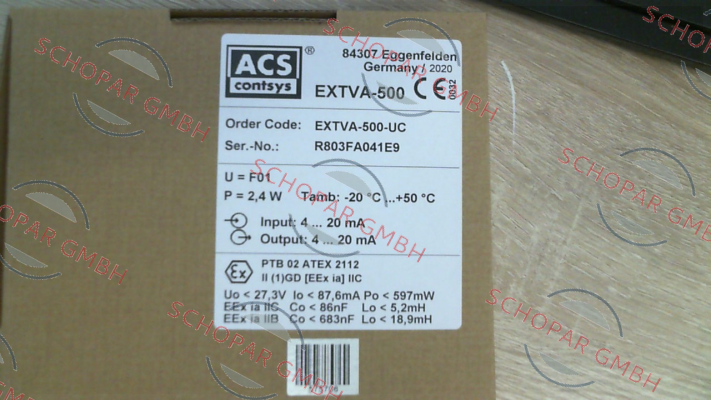 ACS ®
contsys
84307 Eggenfelden
Germany / 2020
EXTVA-500 CE 0032
Order Code: EXTVA-500-UC
Ser.-No.: R803FA041E9
U = F01
P = 2,4 W Tamb: -20 °C ...+50 °C
Input: 4 ... 20 mA
Output: 4 ... 20 mA
Ex PTB 02 ATEX 2112
II (1)GD [EEx ia] IIC
Uo < 27,3V Io < 87,6mA Po < 597mW
EEx ia IIC Co < 86nF Lo < 5,2mH
EEx ia IIB Co < 683nF Lo < 18,9mH
SCHOPAR GMBH
SCHOPAR GMBH
SCHOPAR GMBH
SCHOPAR GMBH
SCHOPAR GMBH